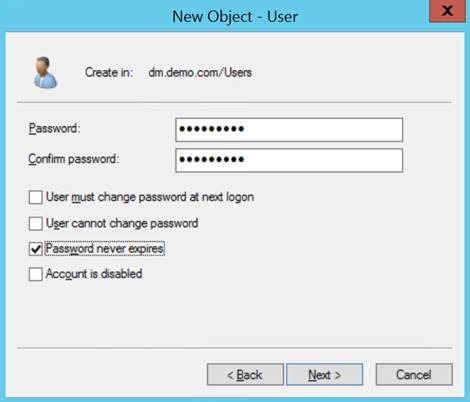 New Object - User
x
Create in: dm.demo.com/Users
Password: •••••••••
Confirm password: •••••••••
User must change password at next logon
User cannot change password
Password never expires
Account is disabled
< Back Next > Cancel